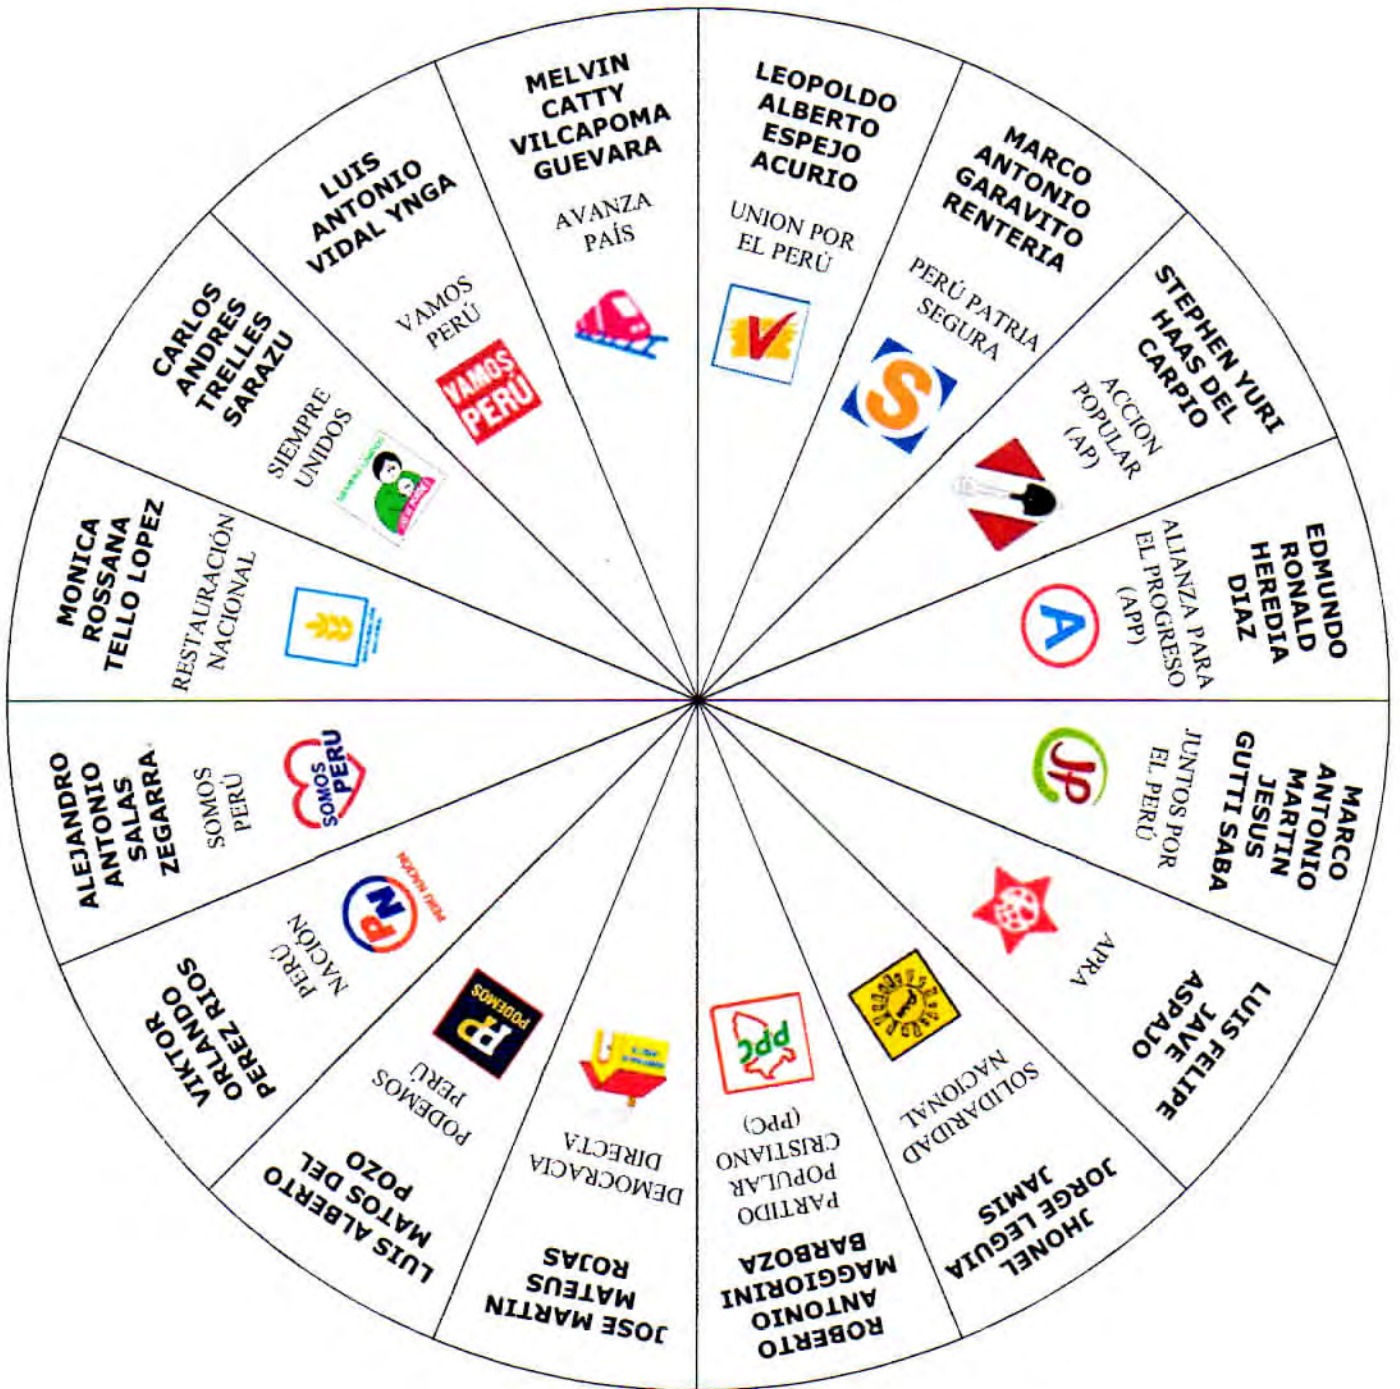 LEOPOLDO
ALBERTO
ESPEJO
ACURIO
UNION POR
EL PERÚ
MARCO
ANTONIO
GARAVITO
RENTERIA
PERÚ PATRIA
SEGURA
S
STEPHEN YURI
HAAS DEL
CARPIO
ACCION
POPULAR
(AP)
EDMUNDO
RONALD
HEREDIA
DIAZ
ALIANZA PARA
EL PROGRESO
(APP)
A
MARCO
ANTONIO
MARTIN
JESUS
GUTTI SABA
JUNTOS POR
EL PERÚ
JP
LUIS FELIPE
JAVE
ASPAJO
APRA
JHONEL
JORGE LEGUIA
JAMIS
SOLIDARIDAD
NACIONAL
ROBERTO
ANTONIO
MAGGIORINI
BARBOZA
PARTIDO
POPULAR
CRISTIANO
(PPC)
PPC
JOSE MARTIN
MATEUS
ROJAS
DEMOCRACIA
DIRECTA
LUIS ALBERTO
MATOS DEL
POZO
PODEMOS
PERÚ
PP
PODEMOS
VIKTOR
ORLANDO
PEREZ RIOS
PERÚ
NACIÓN
PN
PERÚ NACIÓN
ALEJANDRO
ANTONIO
SALAS
ZEGARRA
SOMOS
PERÚ
SOMOS
PERU
MONICA
ROSSANA
TELLO LOPEZ
RESTAURACIÓN
NACIONAL
CARLOS
ANDRES
TRELLES
SARAZU
SIEMPRE
UNIDOS
SIEMPRE UNIDOS
LUIS
ANTONIO
VIDAL YNGA
VAMOS
PERÚ
VAMOS
PERÚ
MELVIN
CATTY
VILCAPOMA
GUEVARA
AVANZA
PAÍS